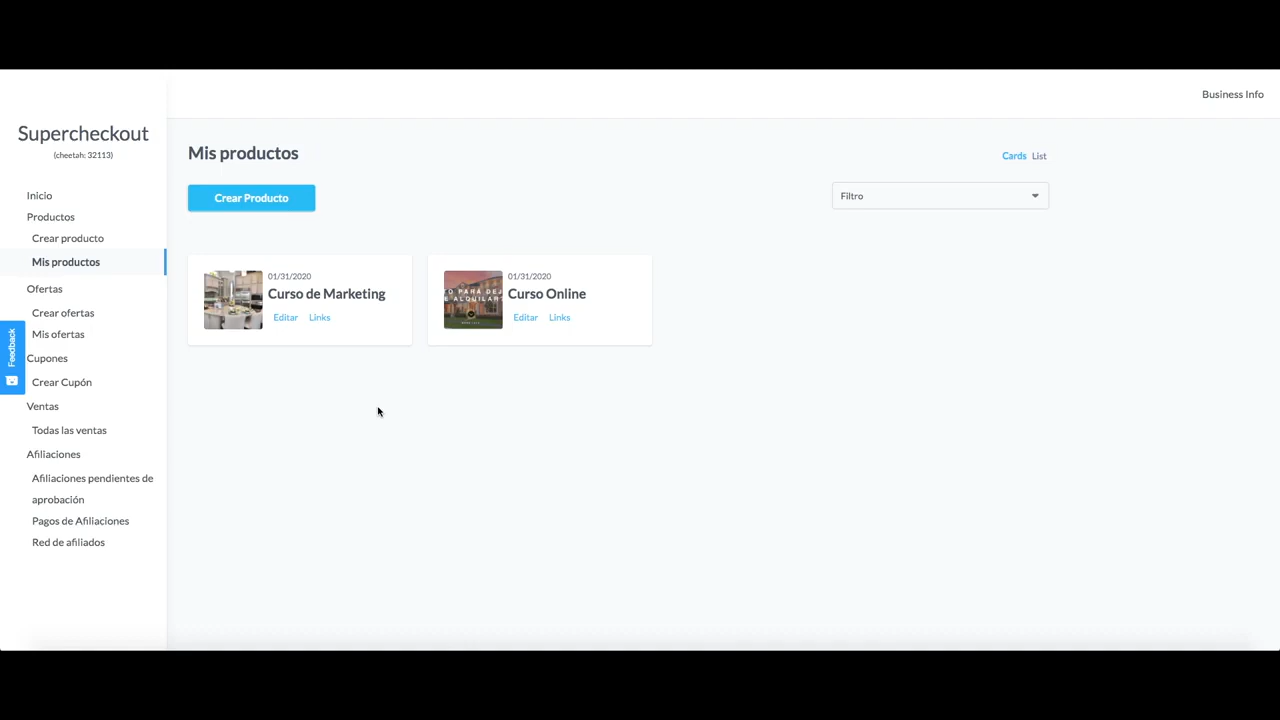 Business Info
Supercheckout
(cheetah: 32113)
Inicio
Productos
Crear producto
Mis productos
Ofertas
Crear ofertas
Mis ofertas
Cupones
Crear Cupón
Ventas
Todas las ventas
Afiliaciones
Afiliaciones pendientes de
aprobación
Pagos de Afiliaciones
Red de afiliados
Feedback
Mis productos
Cards List
Crear Producto
Filtro
01/31/2020
Curso de Marketing
Editar Links
O PARA DEJ
E ALQUILAR
01/31/2020
Curso Online
Editar Links